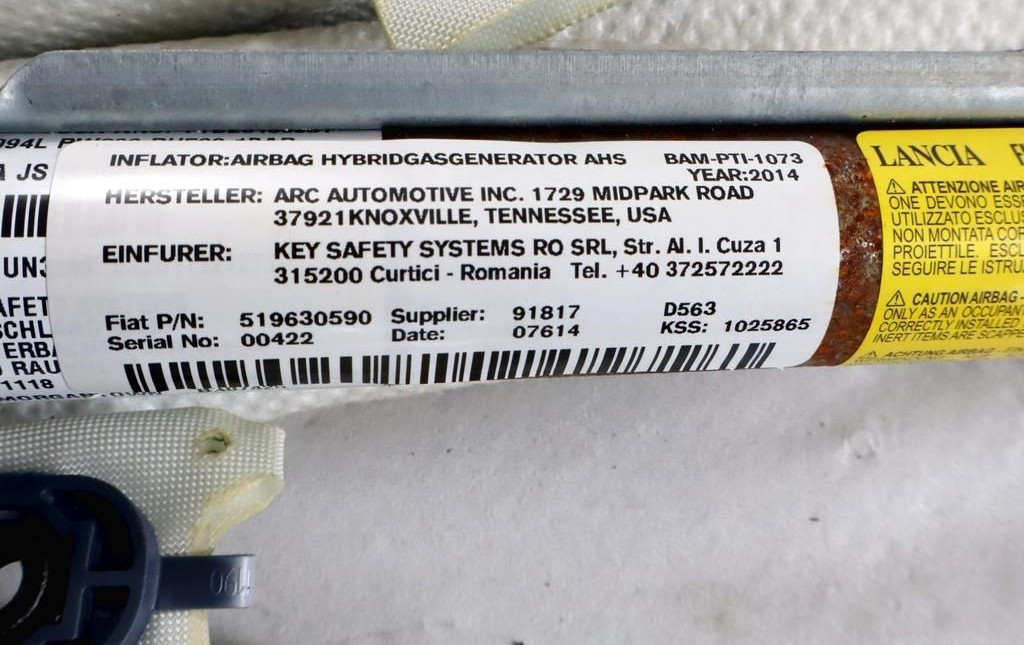 A JS
UN3
AFET
SCHL
ERBA
O RAU
1118
INFLATOR:AIRBAG HYBRIDGASGENERATOR AHS BAM-PTI-1073
YEAR:2014
HERSTELLER: ARC AUTOMOTIVE INC. 1729 MIDPARK ROAD
37921KNOXVILLE, TENNESSEE, USA
EINFURER: KEY SAFETY SYSTEMS RO SRL, Str. Al. I. Cuza 1
315200 Curtici - Romania Tel. +40 372572222
Fiat P/N: 519630590 Supplier: 91817 D563
Serial No: 00422 Date: 07614 KSS: 1025865
LANCIA
ATTENZIONE AIR
ONE DEVONO ESSE
UTILIZZATO ESCLUS
NON MONTATA COR
PROIETTILE. ESCL
SEGUIRE LE ISTRU
CAUTION AIRBAG -
ONLY AS AN OCCUPAN
CORRECTLY INSTALLED
INERT ITEMS ARE SCAPE
ACHTUNG AIRBAG